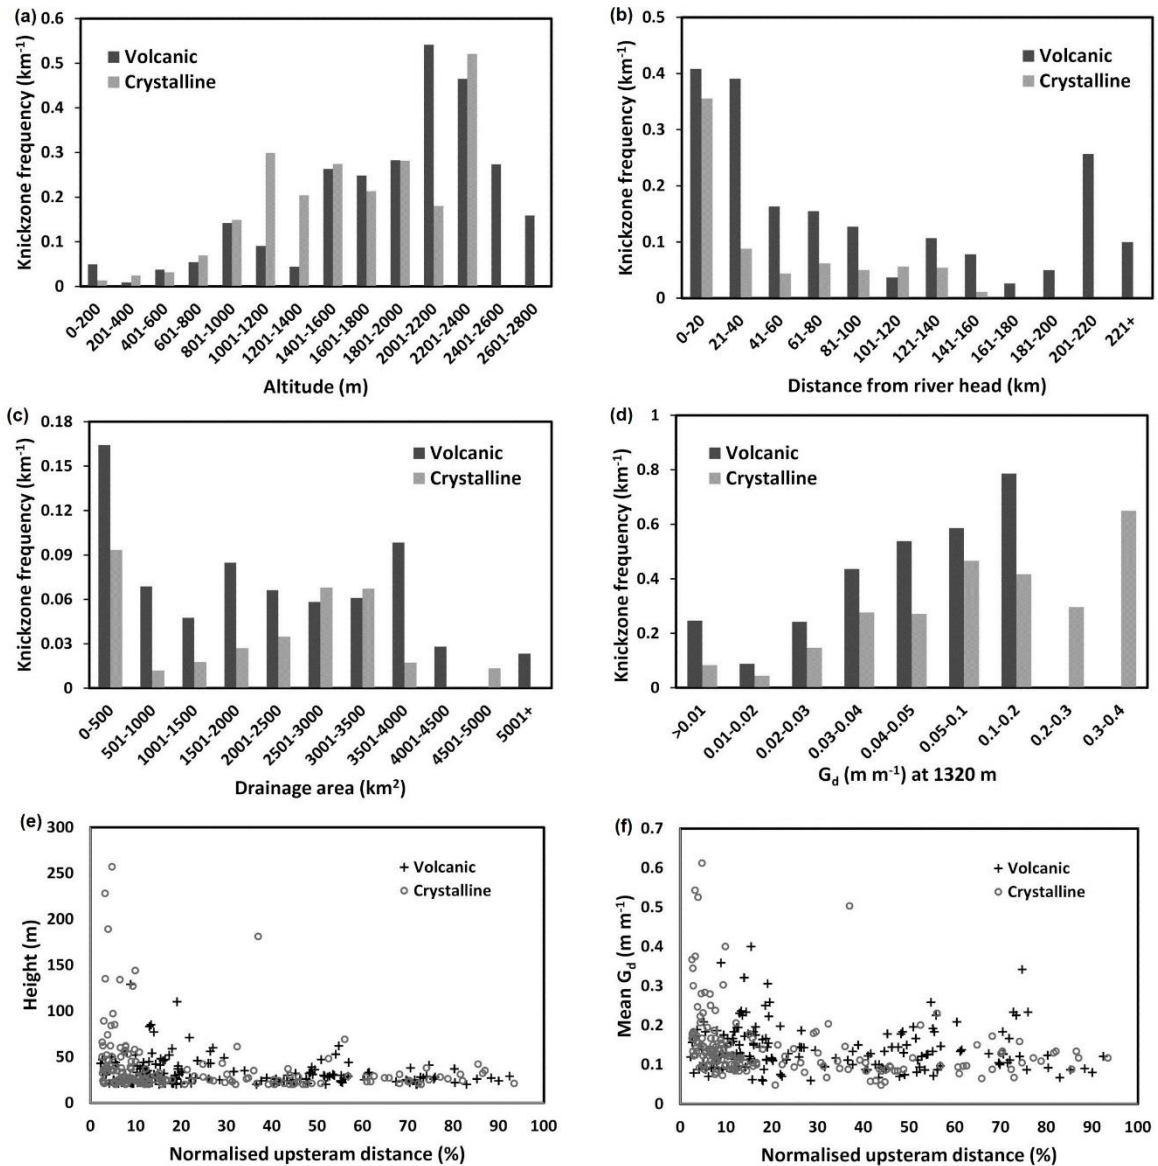 (a)
0.6
0.5
0.4
0.3
0.2
0.1
0
Knickzone frequency (km⁻¹)
Volcanic
Crystalline
0-200
201-400
401-600
601-800
801-1000
1001-1200
1201-1400
1401-1600
1601-1800
1801-2000
2001-2200
2201-2400
2401-2600
2601-2800
Altitude (m)
(b)
0.5
0.4
0.3
0.2
0.1
0
Knickzone frequency (km⁻¹)
Volcanic
Crystalline
0-20
21-40
41-60
61-80
81-100
101-120
121-140
141-160
161-180
181-200
201-220
221+
Distance from river head (km)
(c)
0.18
0.15
0.12
0.09
0.06
0.03
0
Knickzone frequency (km⁻¹)
Volcanic
Crystalline
0-500
501-1000
1001-1500
1501-2000
2001-2500
2501-3000
3001-3500
3501-4000
4001-4500
4501-5000
5001+
Drainage area (km²)
(d)
1
0.8
0.6
0.4
0.2
0
Knickzone frequency (km⁻¹)
Volcanic
Crystalline
>0.01
0.01-0.02
0.02-0.03
0.03-0.04
0.04-0.05
0.05-0.1
0.1-0.2
0.2-0.3
0.3-0.4
G_d (m m⁻¹) at 1320 m
(e)
300
250
200
150
100
50
0
Height (m)
Volcanic
Crystalline
0 10 20 30 40 50 60 70 80 90 100
Normalised upsteram distance (%)
(f)
0.7
0.6
0.5
0.4
0.3
0.2
0.1
0
Mean G_d (m m⁻¹)
Volcanic
Crystalline
0 10 20 30 40 50 60 70 80 90 100
Normalised upsteram distance (%)